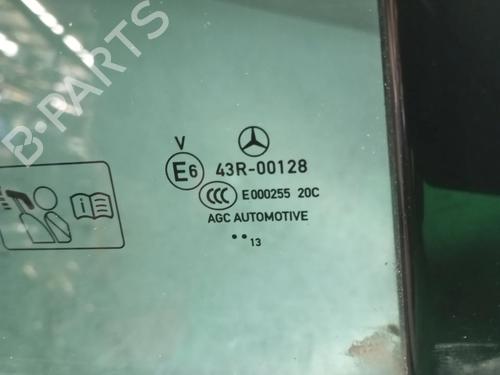 B-PARTS
V
E6 43R-00128
CCC E000255 20C
AGC AUTOMOTIVE
•• 13
i